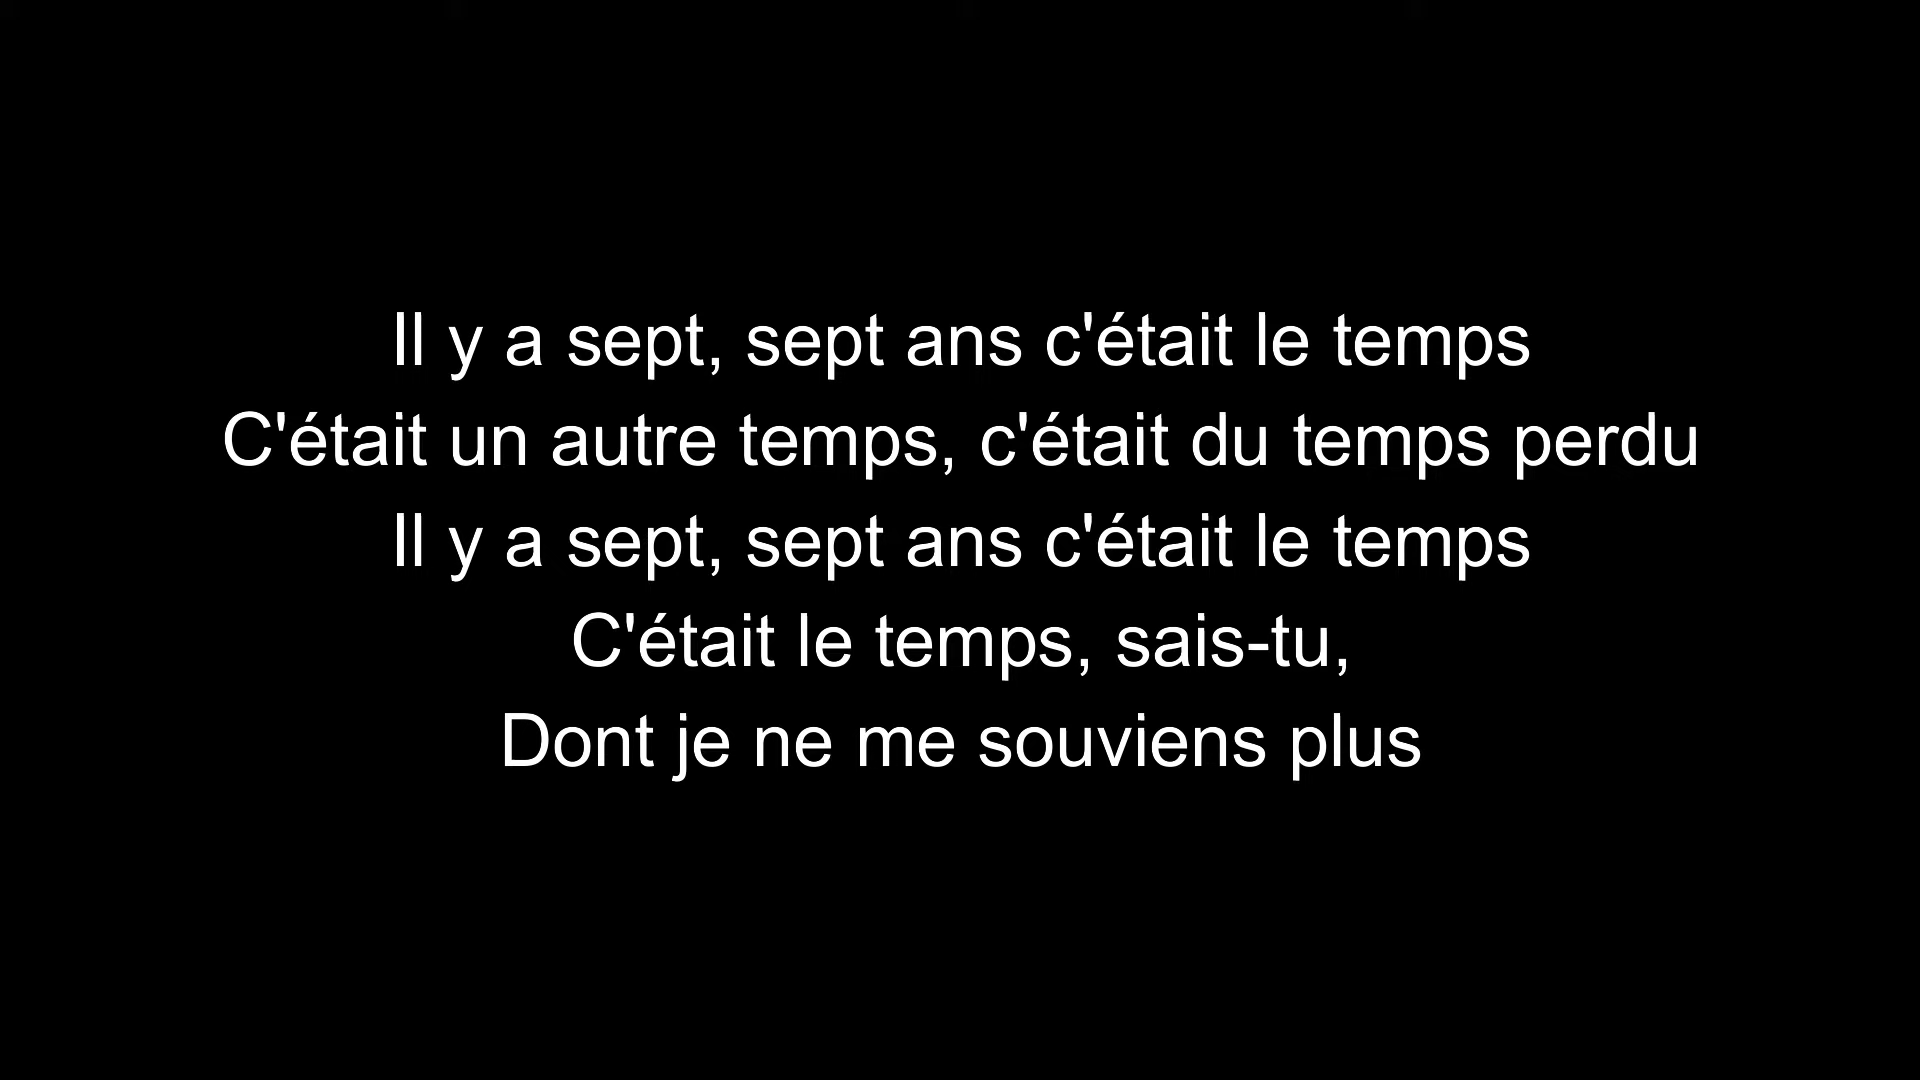 Il y a sept, sept ans c'était le temps
C'était un autre temps, c'était du temps perdu
Il y a sept, sept ans c'était le temps
C'était le temps, sais-tu,
Dont je ne me souviens plus